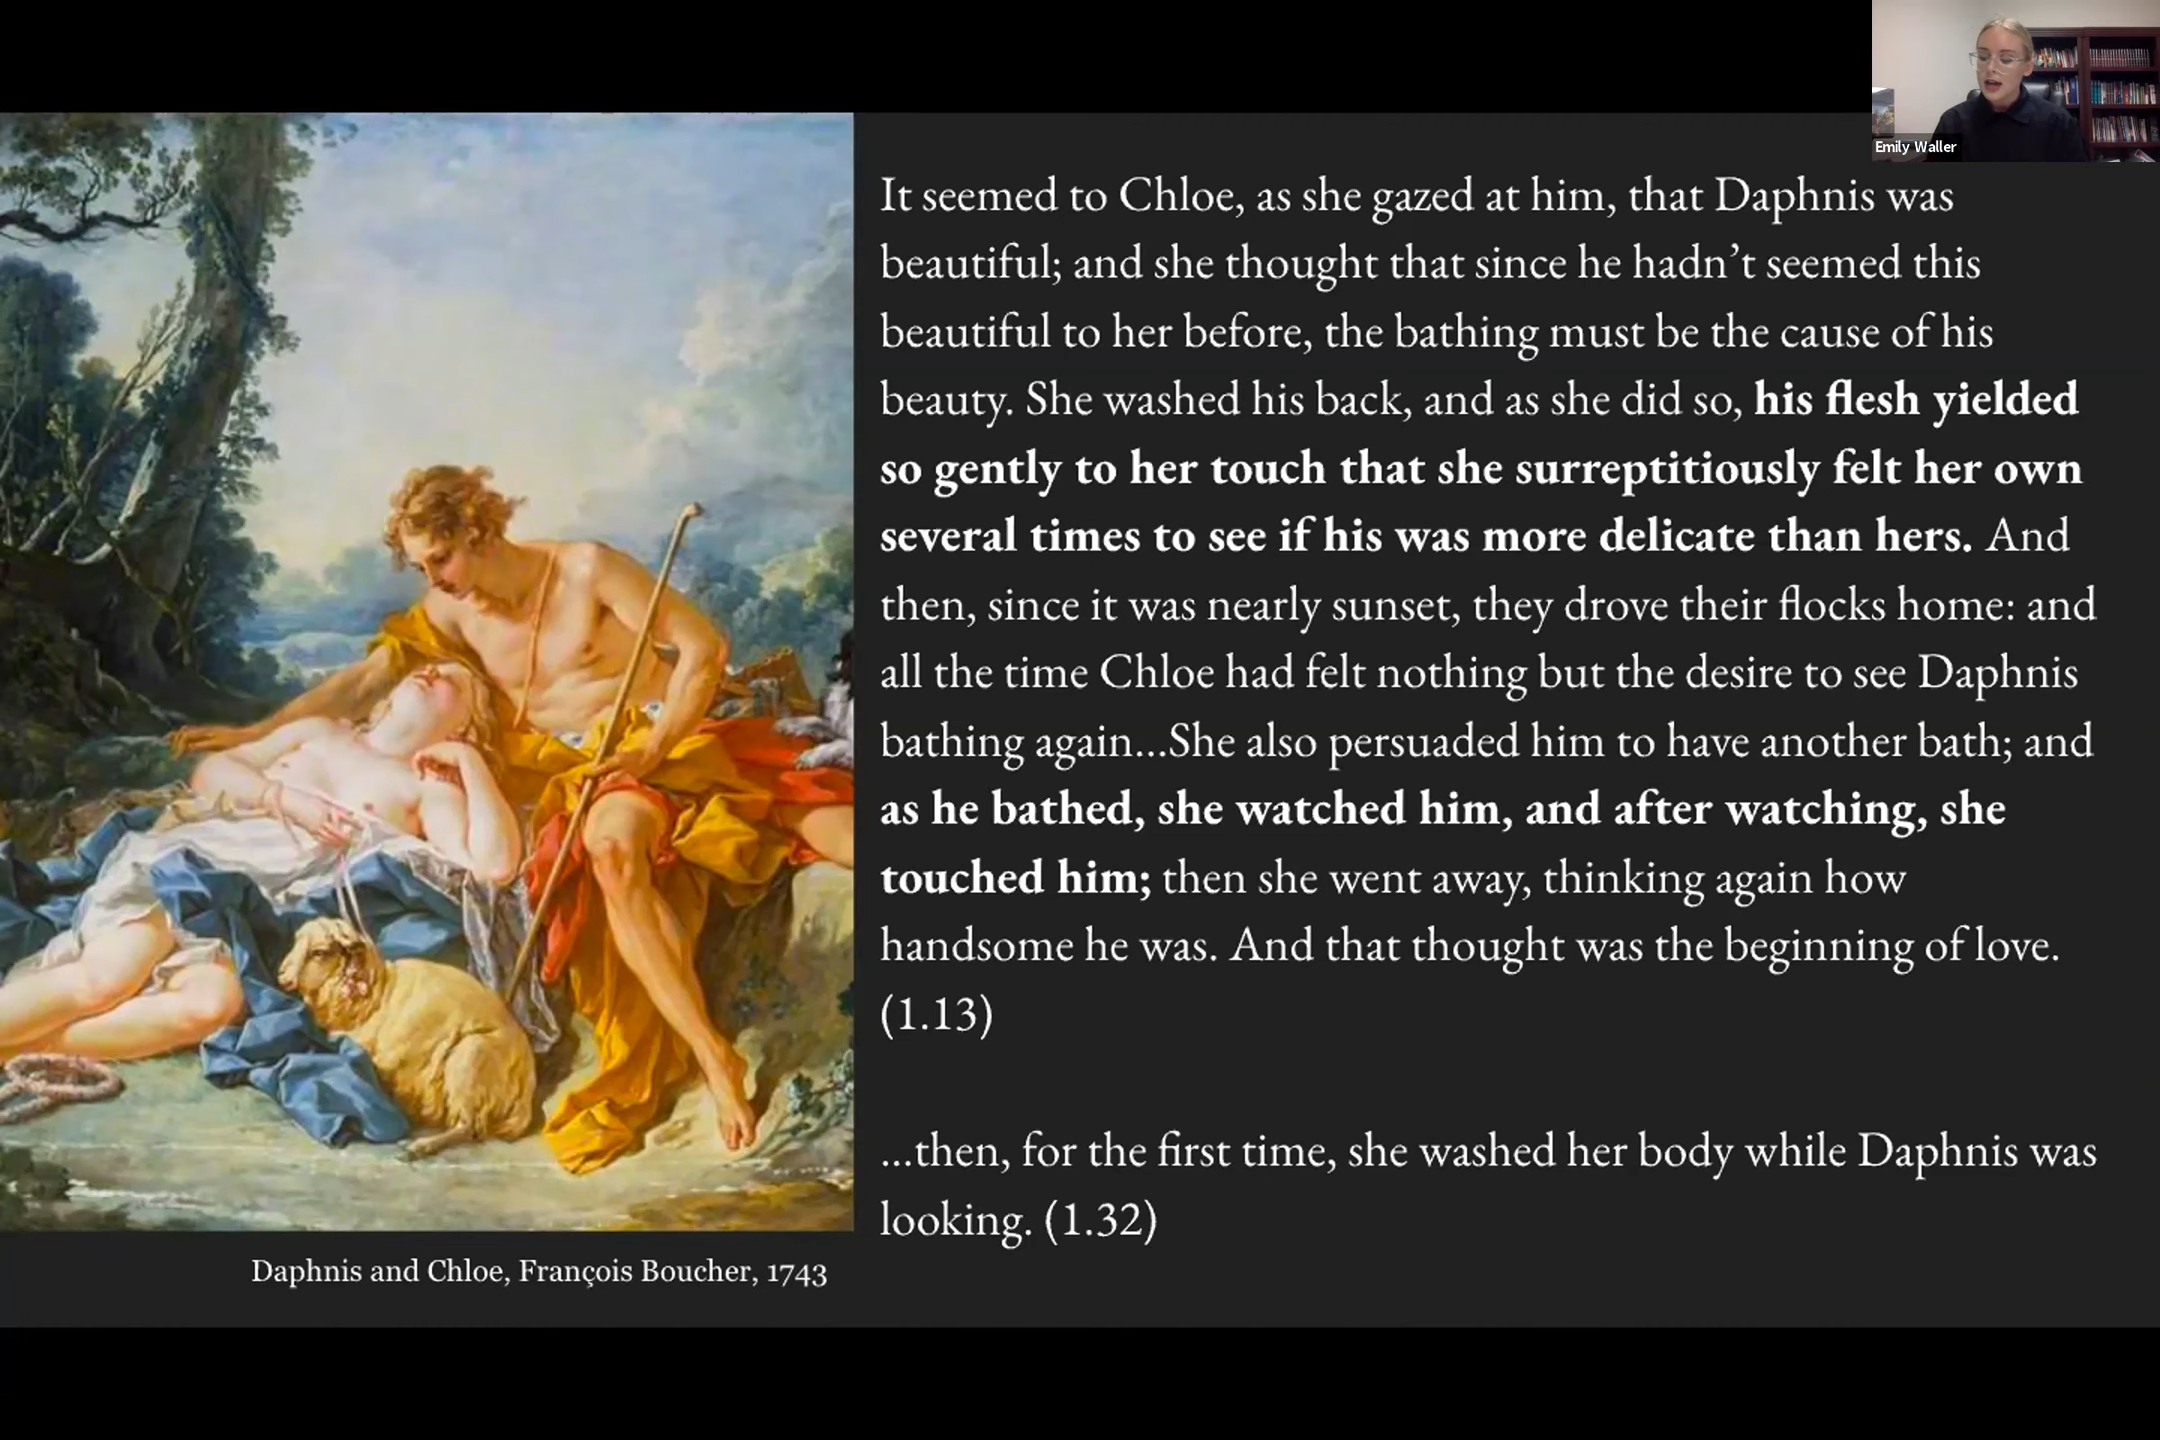 Emily Waller
It seemed to Chloe, as she gazed at him, that Daphnis was
beautiful; and she thought that since he hadn’t seemed this
beautiful to her before, the bathing must be the cause of his
beauty. She washed his back, and as she did so, his flesh yielded
so gently to her touch that she surreptitiously felt her own
several times to see if his was more delicate than hers. And
then, since it was nearly sunset, they drove their flocks home: and
all the time Chloe had felt nothing but the desire to see Daphnis
bathing again...She also persuaded him to have another bath; and
as he bathed, she watched him, and after watching, she
touched him; then she went away, thinking again how
handsome he was. And that thought was the beginning of love.
(1.13)
...then, for the first time, she washed her body while Daphnis was
looking. (1.32)
Daphnis and Chloe, François Boucher, 1743